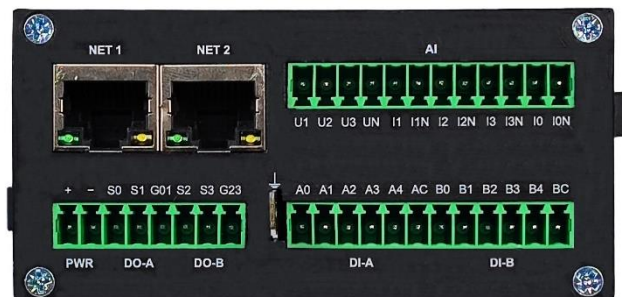 NET 1 NET 2 AI
U1 U2 U3 UN I1 I1N I2 I2N I3 I3N I0 I0N
+ − S0 S1 G01 S2 S3 G23
PWR DO-A DO-B
A0 A1 A2 A3 A4 AC B0 B1 B2 B3 B4 BC
DI-A DI-B